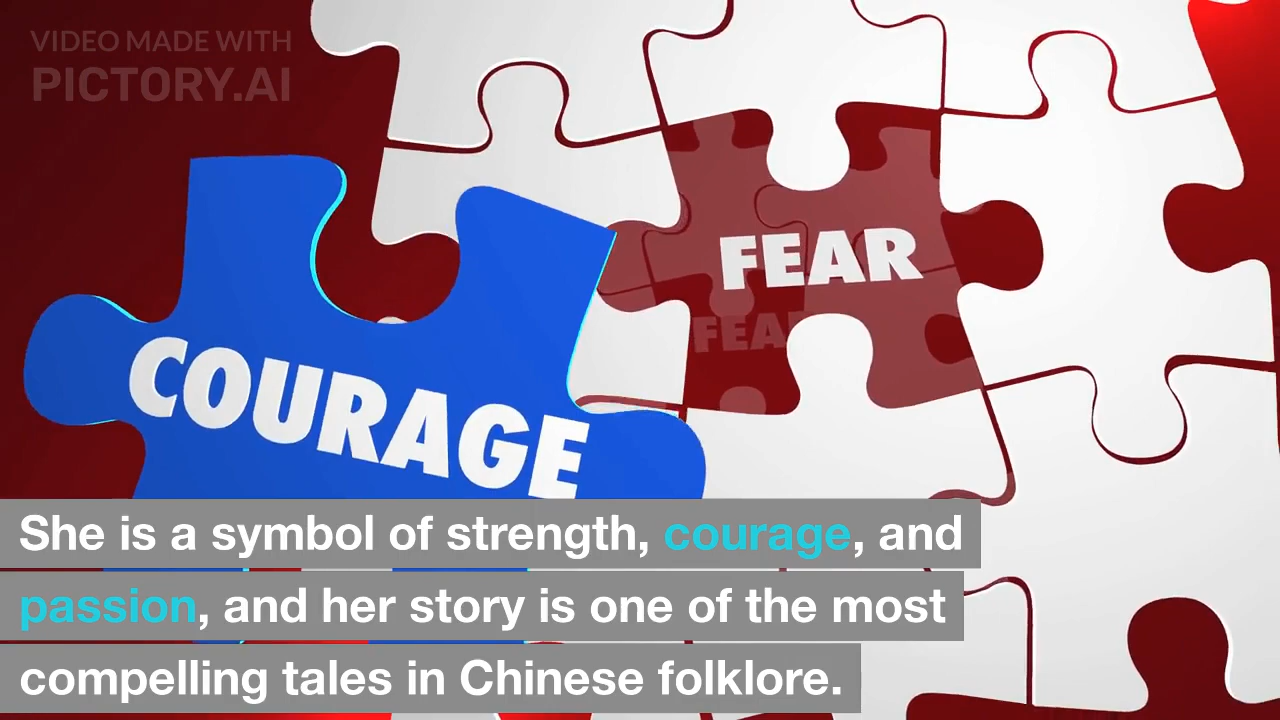 VIDEO MADE WITH
PICTORY.AI
FEAR
FEAR
COURAGE
She is a symbol of strength, courage, and
passion, and her story is one of the most
compelling tales in Chinese folklore.